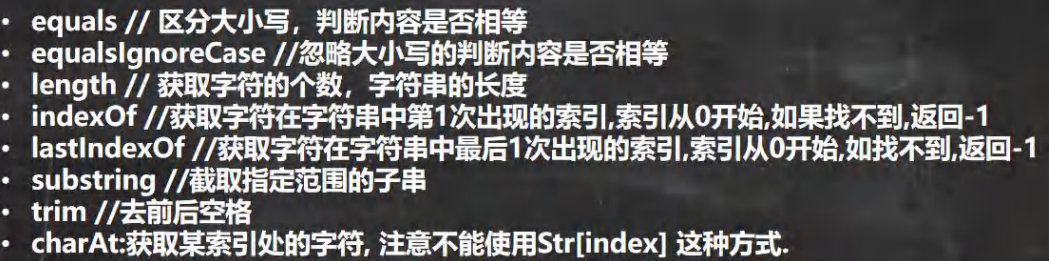 • equals // 区分大小写，判断内容是否相等
• equalsIgnoreCase //忽略大小写的判断内容是否相等
• length // 获取字符的个数，字符串的长度
• indexOf //获取字符在字符串中第1次出现的索引,索引从0开始,如果找不到,返回-1
• lastIndexOf //获取字符在字符串中最后1次出现的索引,索引从0开始,如找不到,返回-1
• substring //截取指定范围的子串
• trim //去前后空格
• charAt:获取某索引处的字符, 注意不能使用Str[index] 这种方式.